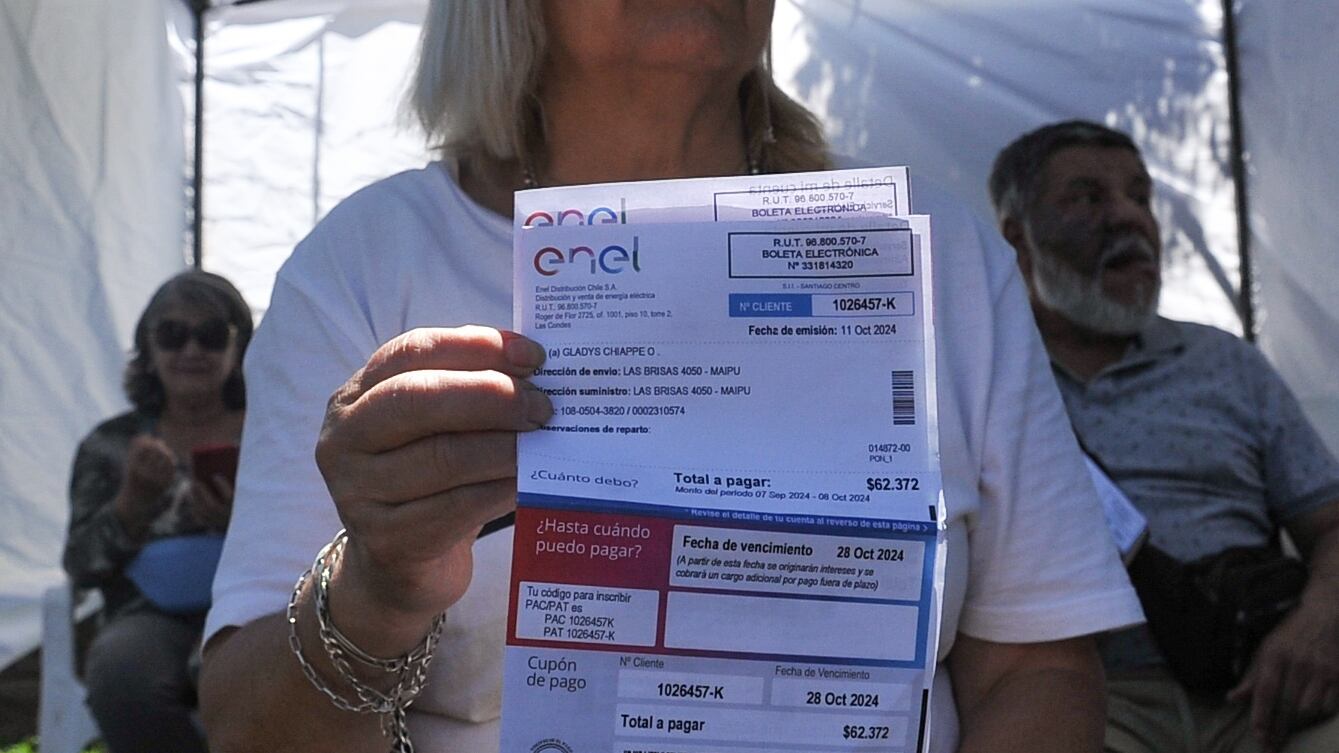 enel
Detalle de mi cuenta
R.U.T. 96.800.570-7
BOLETA ELECTRÓNICA
enel
R.U.T. 96.800.570-7
BOLETA ELECTRÓNICA
Nº 331814320
Enel Distribución Chile S.A.
Distribución y venta de energía eléctrica
R.U.T. 96.800.570-7
Roger de Flor 2725, of. 1001, piso 10, torre 2,
Las Condes
S.I.I. - SANTIAGO CENTRO
Nº CLIENTE 1026457-K
Fecha de emisión: 11 Oct 2024
(a) GLADYS CHIAPPE O .
Dirección de envío: LAS BRISAS 4050 - MAIPU
Dirección suministro: LAS BRISAS 4050 - MAIPU
: 108-0504-3820 / 0002310574
Observaciones de reparto:
014872-00
PON_1
¿Cuánto debo? Total a pagar: $62.372
Monto del periodo 07 Sep 2024 - 08 Oct 2024
* Revise el detalle de tu cuenta al reverso de esta página >
¿Hasta cuándo
puedo pagar?
Fecha de vencimiento 28 Oct 2024
(A partir de esta fecha se originarán intereses y se
cobrará un cargo adicional por pago fuera de plazo)
Tu código para inscribir
PAC/PAT es
PAC 1026457K
PAT 1026457-K
Cupón
de pago
Nº Cliente
1026457-K
Fecha de Vencimiento
28 Oct 2024
Total a pagar $62.372